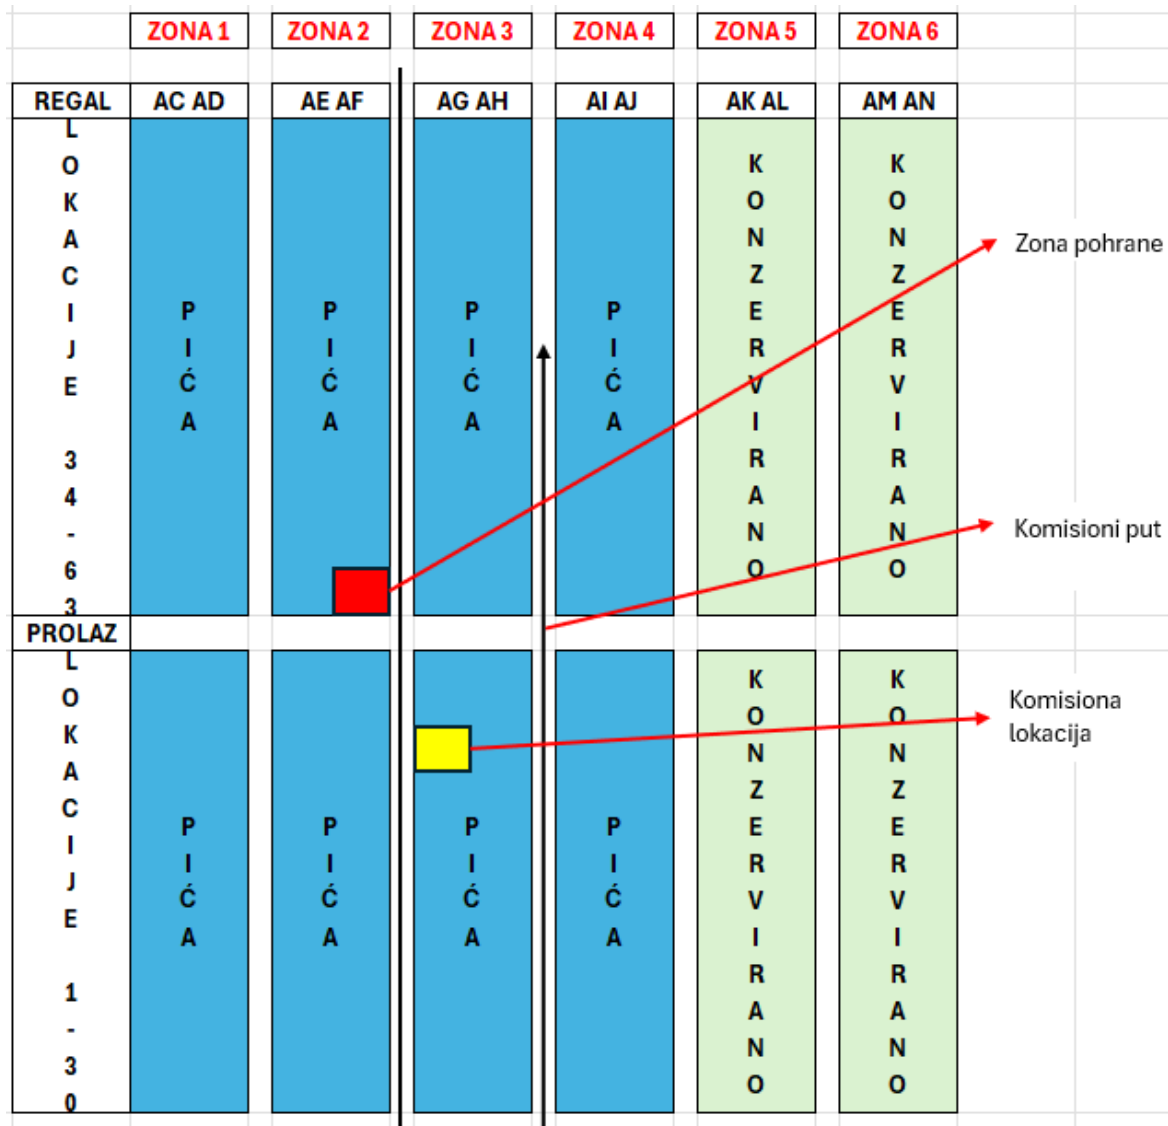 ZONA 1 ZONA 2 ZONA 3 ZONA 4 ZONA 5 ZONA 6
REGAL AC AD AE AF AG AH AI AJ AK AL AM AN
LOKACIJE 34-63
PIĆA
PIĆA
PIĆA
PIĆA
KONZERVIRANO
KONZERVIRANO
Zona pohrane
Komisioni put
PROLAZ
LOKACIJE 1-30
PIĆA
PIĆA
PIĆA
PIĆA
KONZERVIRANO
KONZERVIRANO
Komisiona
lokacija